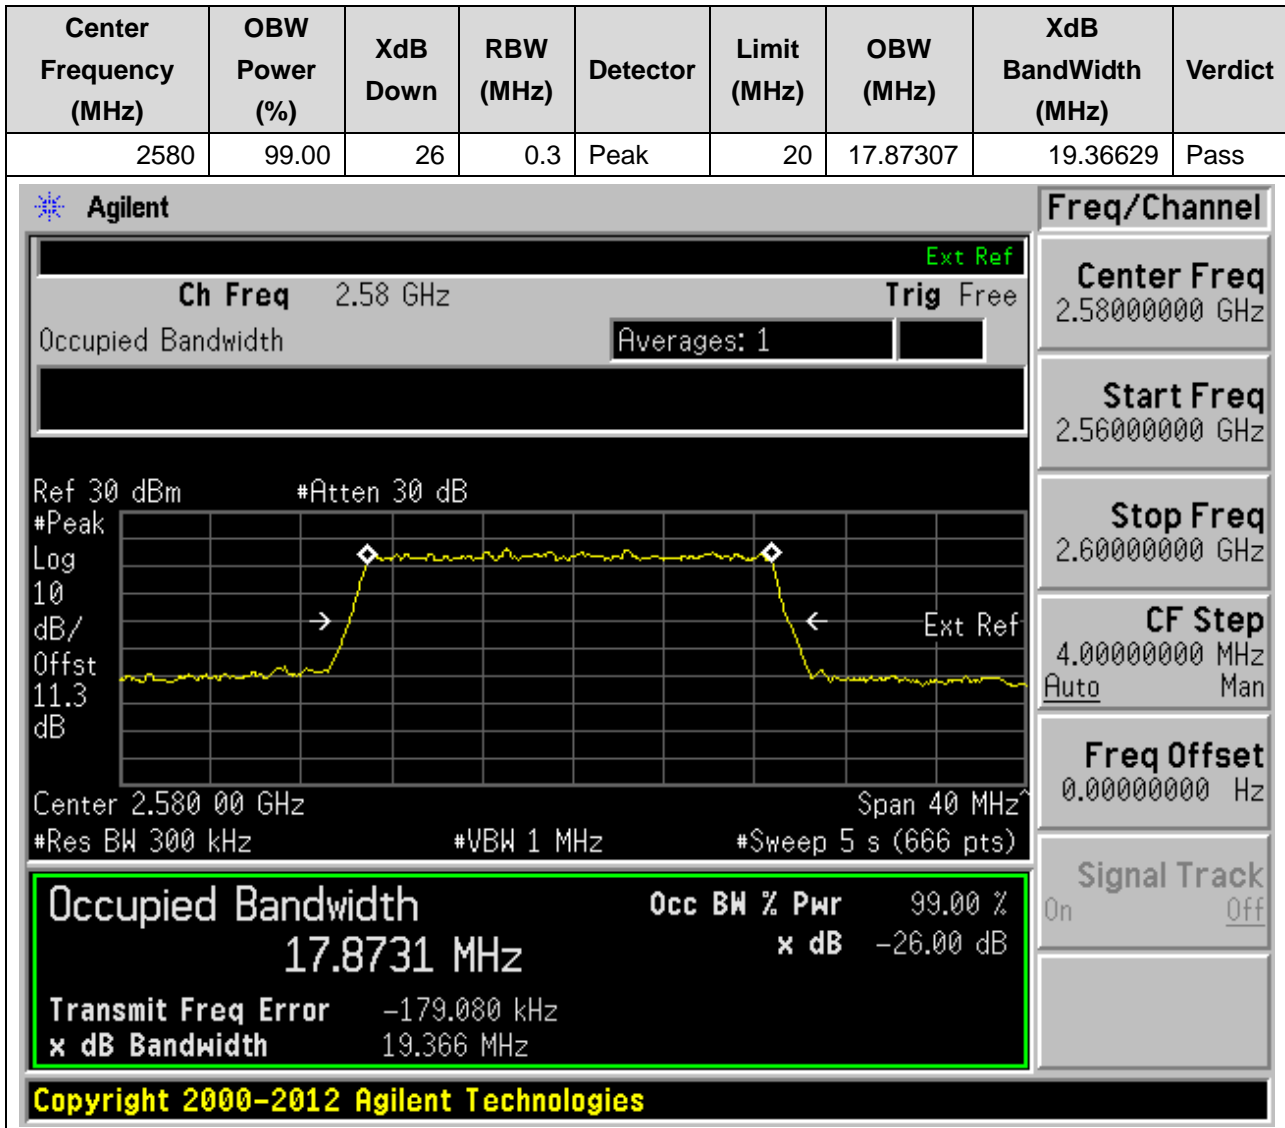 Center Frequency (MHz) OBW Power (%) XdB Down RBW (MHz) Detector Limit (MHz) OBW (MHz) XdB BandWidth (MHz) Verdict
2580 99.00 26 0.3 Peak 20 17.87307 19.36629 Pass
Agilent
Freq/Channel
Ext Ref
Ch Freq 2.58 GHz Trig Free
Occupied Bandwidth Averages: 1
Ref 30 dBm #Atten 30 dB
#Peak
Log
10
dB/
Offst
11.3
dB
Ext Ref
Center 2.580 00 GHz Span 40 MHz^
#Res BW 300 kHz #VBW 1 MHz #Sweep 5 s (666 pts)
Occupied Bandwidth Occ BW % Pwr 99.00 %
17.8731 MHz x dB -26.00 dB
Transmit Freq Error -179.080 kHz
x dB Bandwidth 19.366 MHz
Copyright 2000-2012 Agilent Technologies
Center Freq
2.58000000 GHz
Start Freq
2.56000000 GHz
Stop Freq
2.60000000 GHz
CF Step
4.00000000 MHz
Auto Man
Freq Offset
0.00000000 Hz
Signal Track
On Off